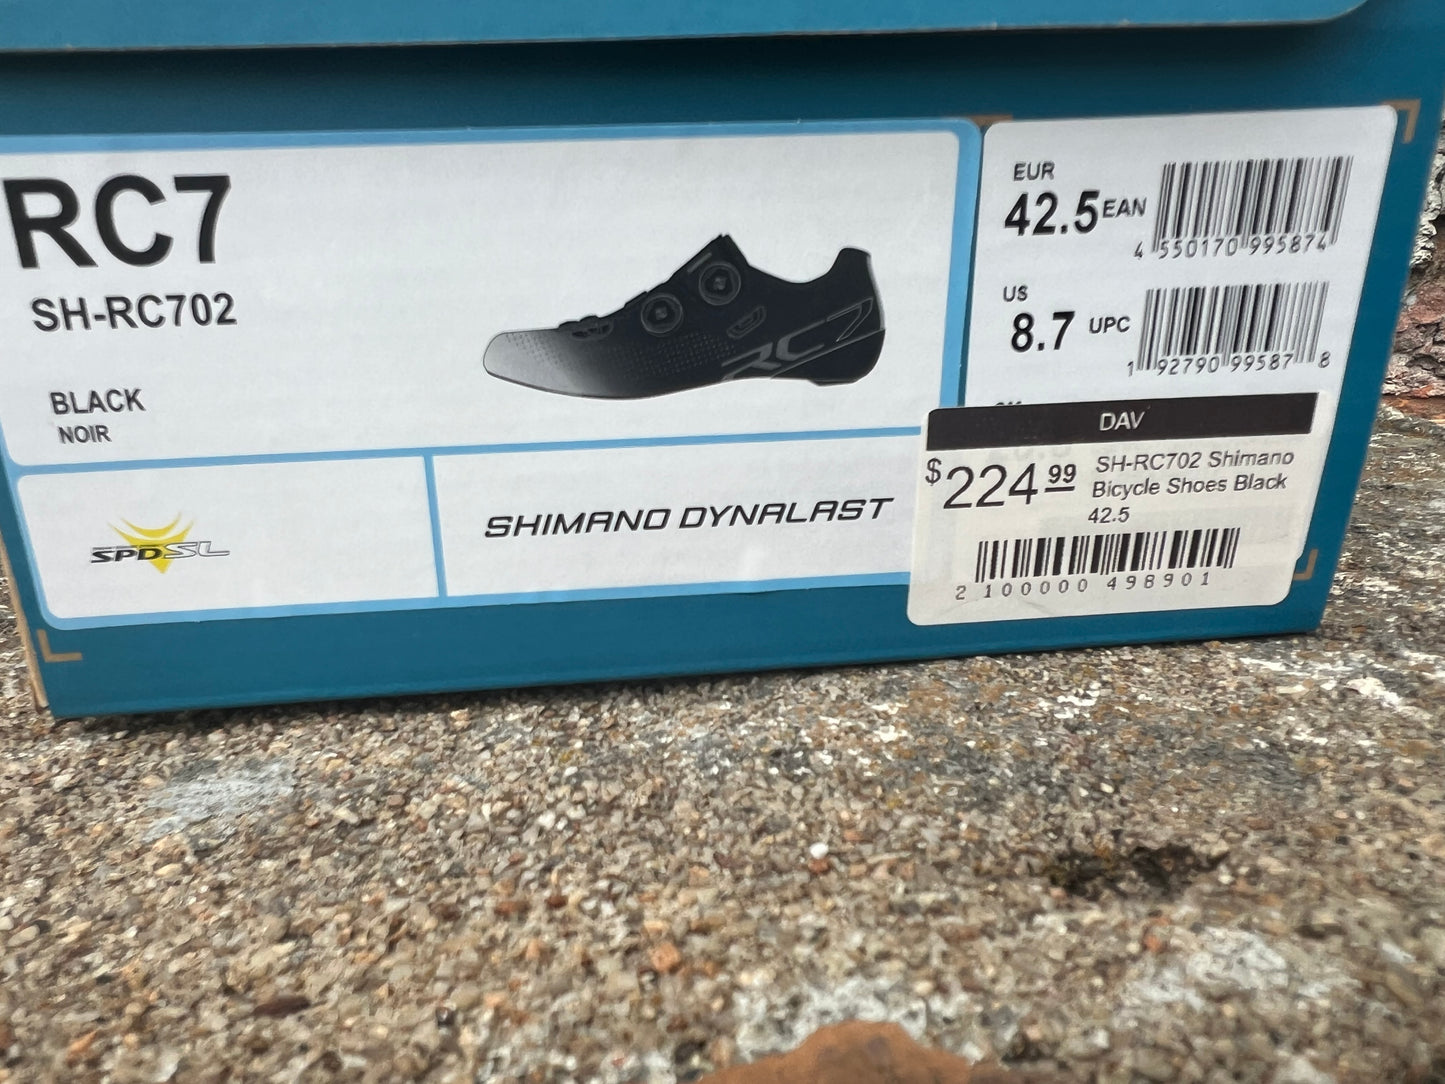 RC7
SH-RC702
BLACK
NOIR
RC7
SPD-SL
SHIMANO DYNALAST
EUR
42.5 EAN
4 550170 995874
US
8.7 UPC
1 92790 99587 8
DAV
$224.99
SH-RC702 Shimano
Bicycle Shoes Black
42.5
2 100000 498901